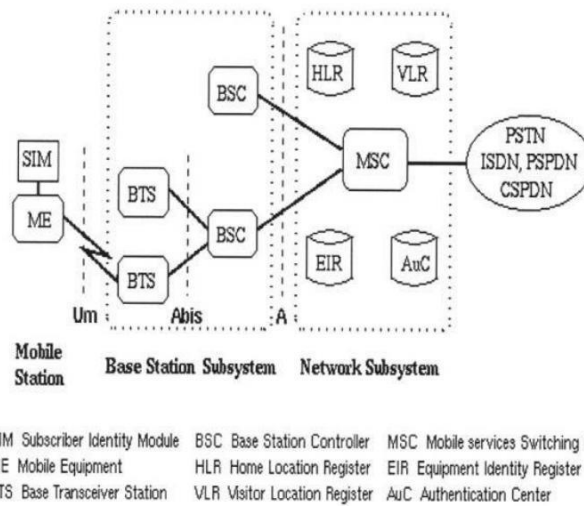 HLR VLR
BSC
PSTN
ISDN, PSPDN
CSPDN
SIM
MSC
BTS
ME
BSC
BTS
EIR AuC
Um Abis A
Mobile
Station
Base Station Subsystem
Network Subsystem
IM Subscriber Identity Module BSC Base Station Controller MSC Mobile services Switching
E Mobile Equipment HLR Home Location Register EIR Equipment Identity Register
TS Base Transceiver Station VLR Visitor Location Register AuC Authentication Center